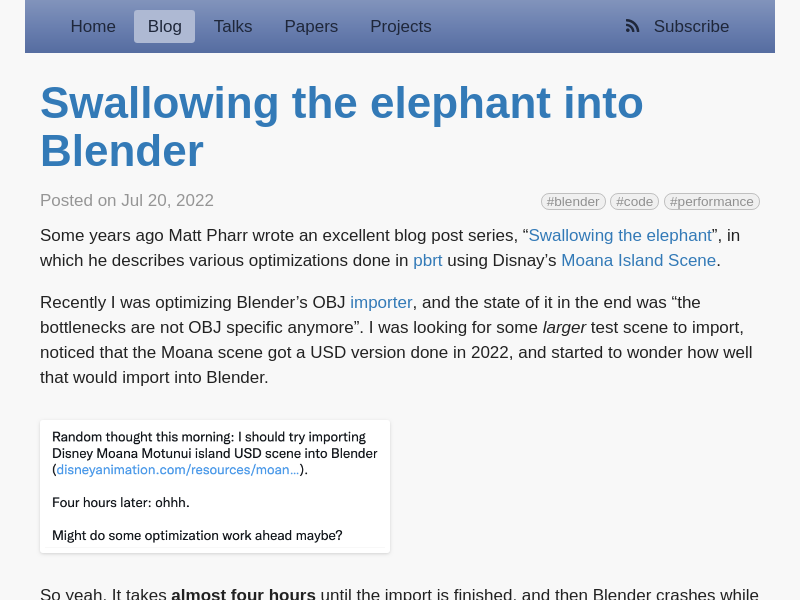 Home Blog Talks Papers Projects Subscribe
Swallowing the elephant into
Blender
Posted on Jul 20, 2022 #blender #code #performance
Some years ago Matt Pharr wrote an excellent blog post series, “Swallowing the elephant”, in
which he describes various optimizations done in pbrt using Disnay’s Moana Island Scene.
Recently I was optimizing Blender’s OBJ importer, and the state of it in the end was “the
bottlenecks are not OBJ specific anymore”. I was looking for some larger test scene to import,
noticed that the Moana scene got a USD version done in 2022, and started to wonder how well
that would import into Blender.
Random thought this morning: I should try importing
Disney Moana Motunui island USD scene into Blender
(disneyanimation.com/resources/moan…).
Four hours later: ohhh.
Might do some optimization work ahead maybe?
So yeah. It takes almost four hours until the import is finished, and then Blender crashes while